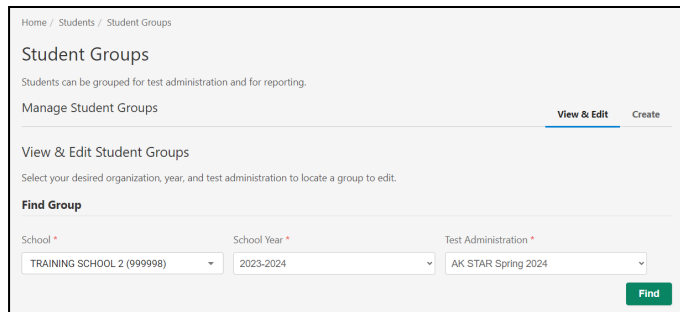 Home / Students / Student Groups
Student Groups
Students can be grouped for test administration and for reporting.
Manage Student Groups
View & Edit Create
View & Edit Student Groups
Select your desired organization, year, and test administration to locate a group to edit.
Find Group
School * School Year * Test Administration *
TRAINING SCHOOL 2 (999998) 2023-2024 AK STAR Spring 2024
Find